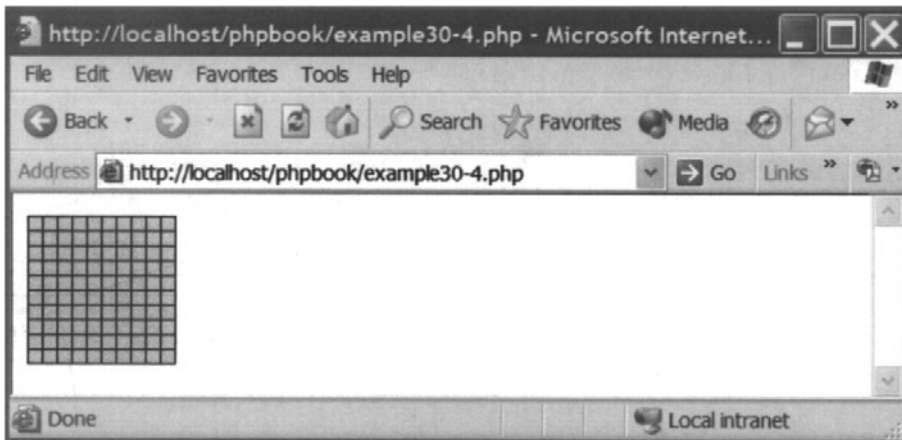 http://localhost/phpbook/example30-4.php - Microsoft Internet...
File Edit View Favorites Tools Help
Back Search Favorites Media »
Address http://localhost/phpbook/example30-4.php Go Links »
Done Local intranet